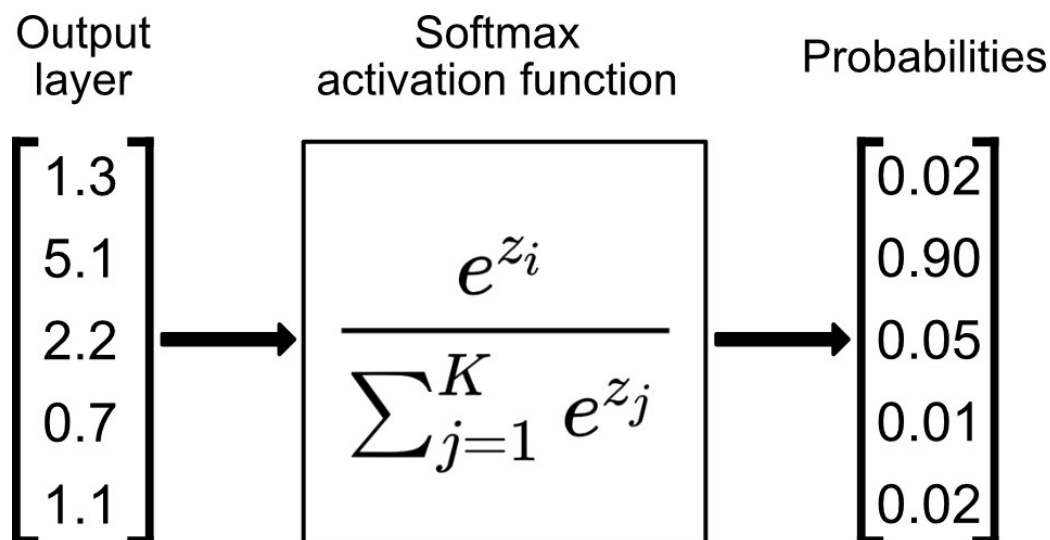 Output
layer
Softmax
activation function
Probabilities
1.3
5.1
2.2
0.7
1.1
e^{z_i}
∑_{j=1}^{K} e^{z_j}
0.02
0.90
0.05
0.01
0.02